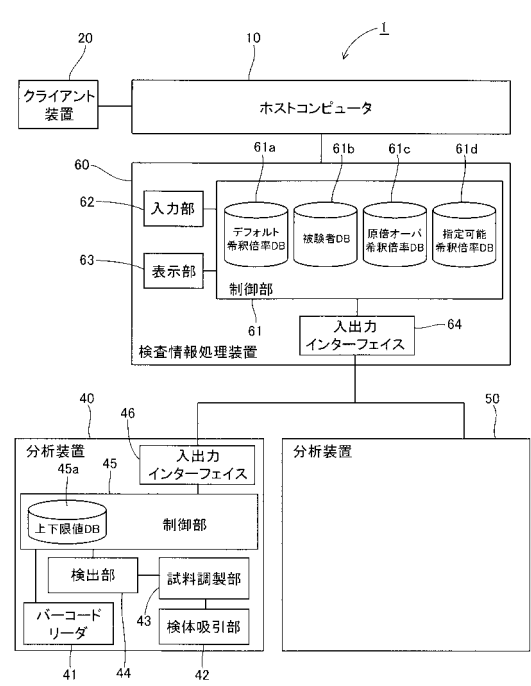 1
20
10
クライアント
装置
ホストコンピュータ
61a
61b
61c
61d
60
62
入力部
デフォルト
希釈倍率DB
被験者DB
原倍オーバ
希釈倍率DB
指定可能
希釈倍率DB
63
表示部
制御部
61
64
入出力
インターフェイス
検査情報処理装置
40
46
50
分析装置
45
入出力
インターフェイス
分析装置
45a
上下限値DB
制御部
検出部
試料調製部
43
バーコード
リーダ
検体吸引部
41
44
42